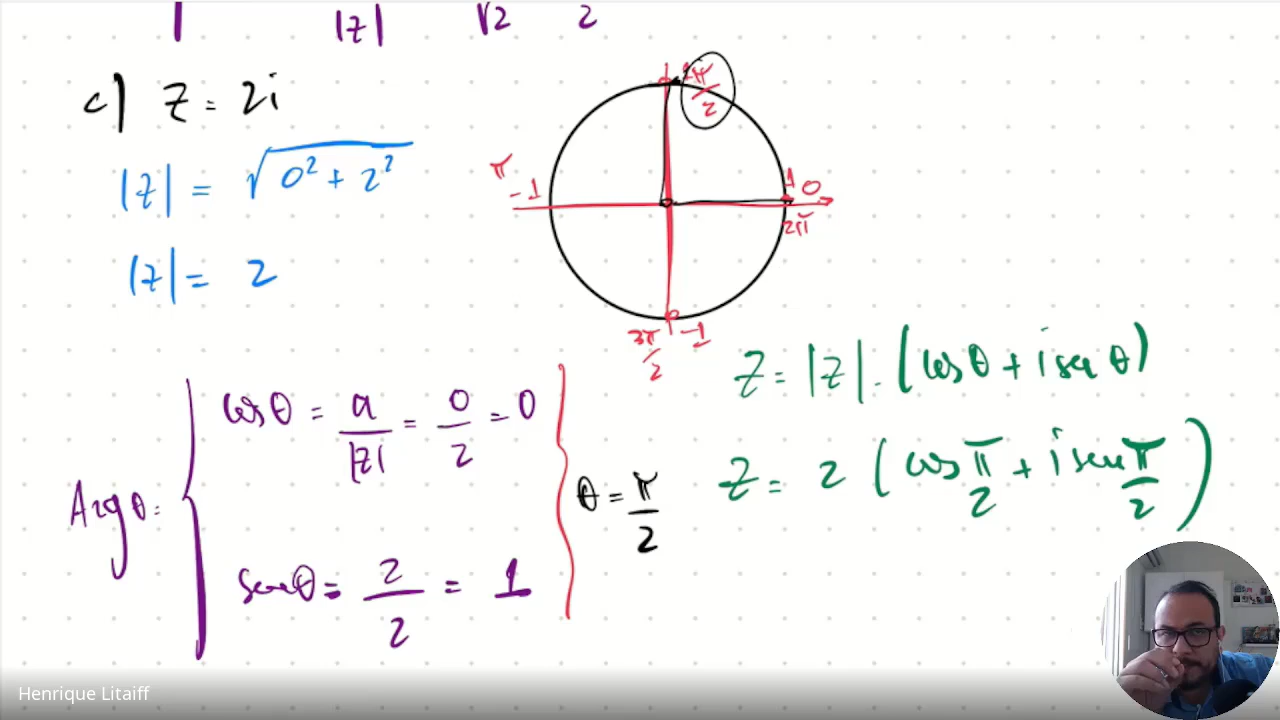 |z| √2 2
c) z = 2i
|z| = √0² + 2²
|z| = 2
1 π/2
π
-1
1 0
2π
3π/2 -1
z = |z| . (cos θ + i sen θ)
z = 2 (cos π/2 + i sen π/2)
Arg θ =
cos θ = a/|z| = 0/2 = 0
sen θ = 2/2 = 1
θ = π/2
Henrique Litaiff